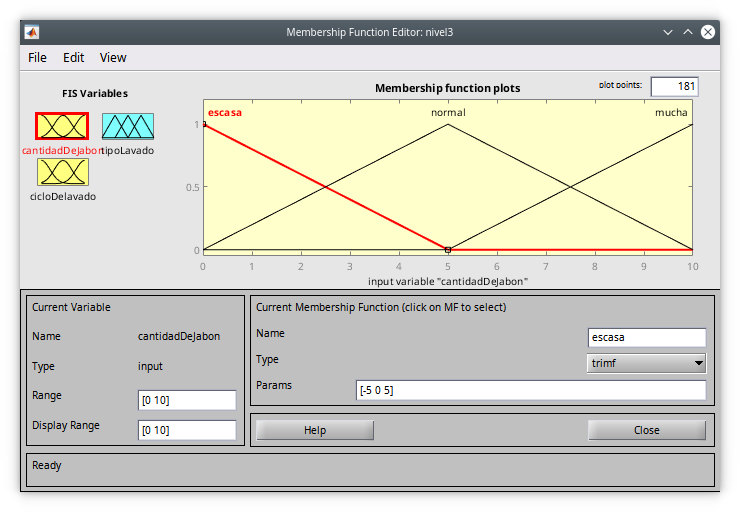 Membership Function Editor: nivel3
File Edit View
FIS Variables
cantidadDeJabon
tipoLavado
cicloDelavado
Membership function plots
plot points:
181
escasa
normal
mucha
1
0.5
0
0 1 2 3 4 5 6 7 8 9 10
input variable "cantidadDeJabon"
Current Variable
Name cantidadDeJabon
Type input
Range [0 10]
Display Range [0 10]
Current Membership Function (click on MF to select)
Name escasa
Type trimf
Params [-5 0 5]
Help Close
Ready